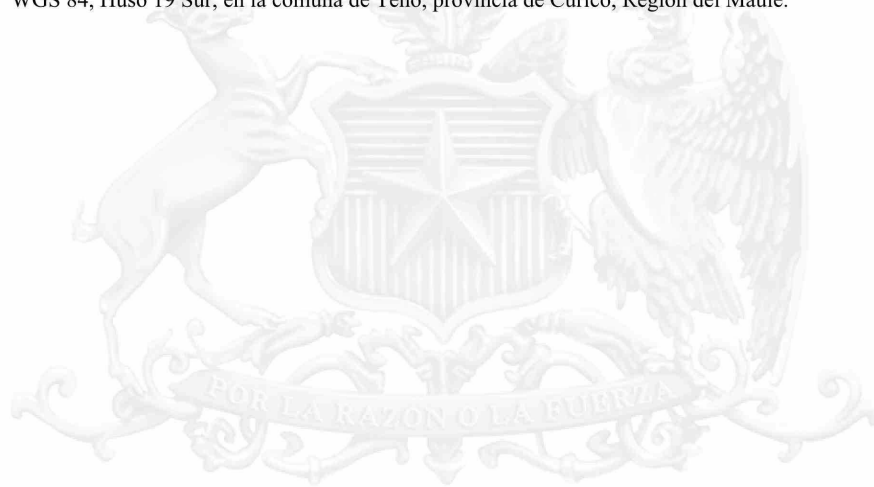 WGS 84, Huso 19 Sur, en la comuna de Teno, provincia de Curicó, Región del Maule.
POR LA RAZON O LA FUERZA